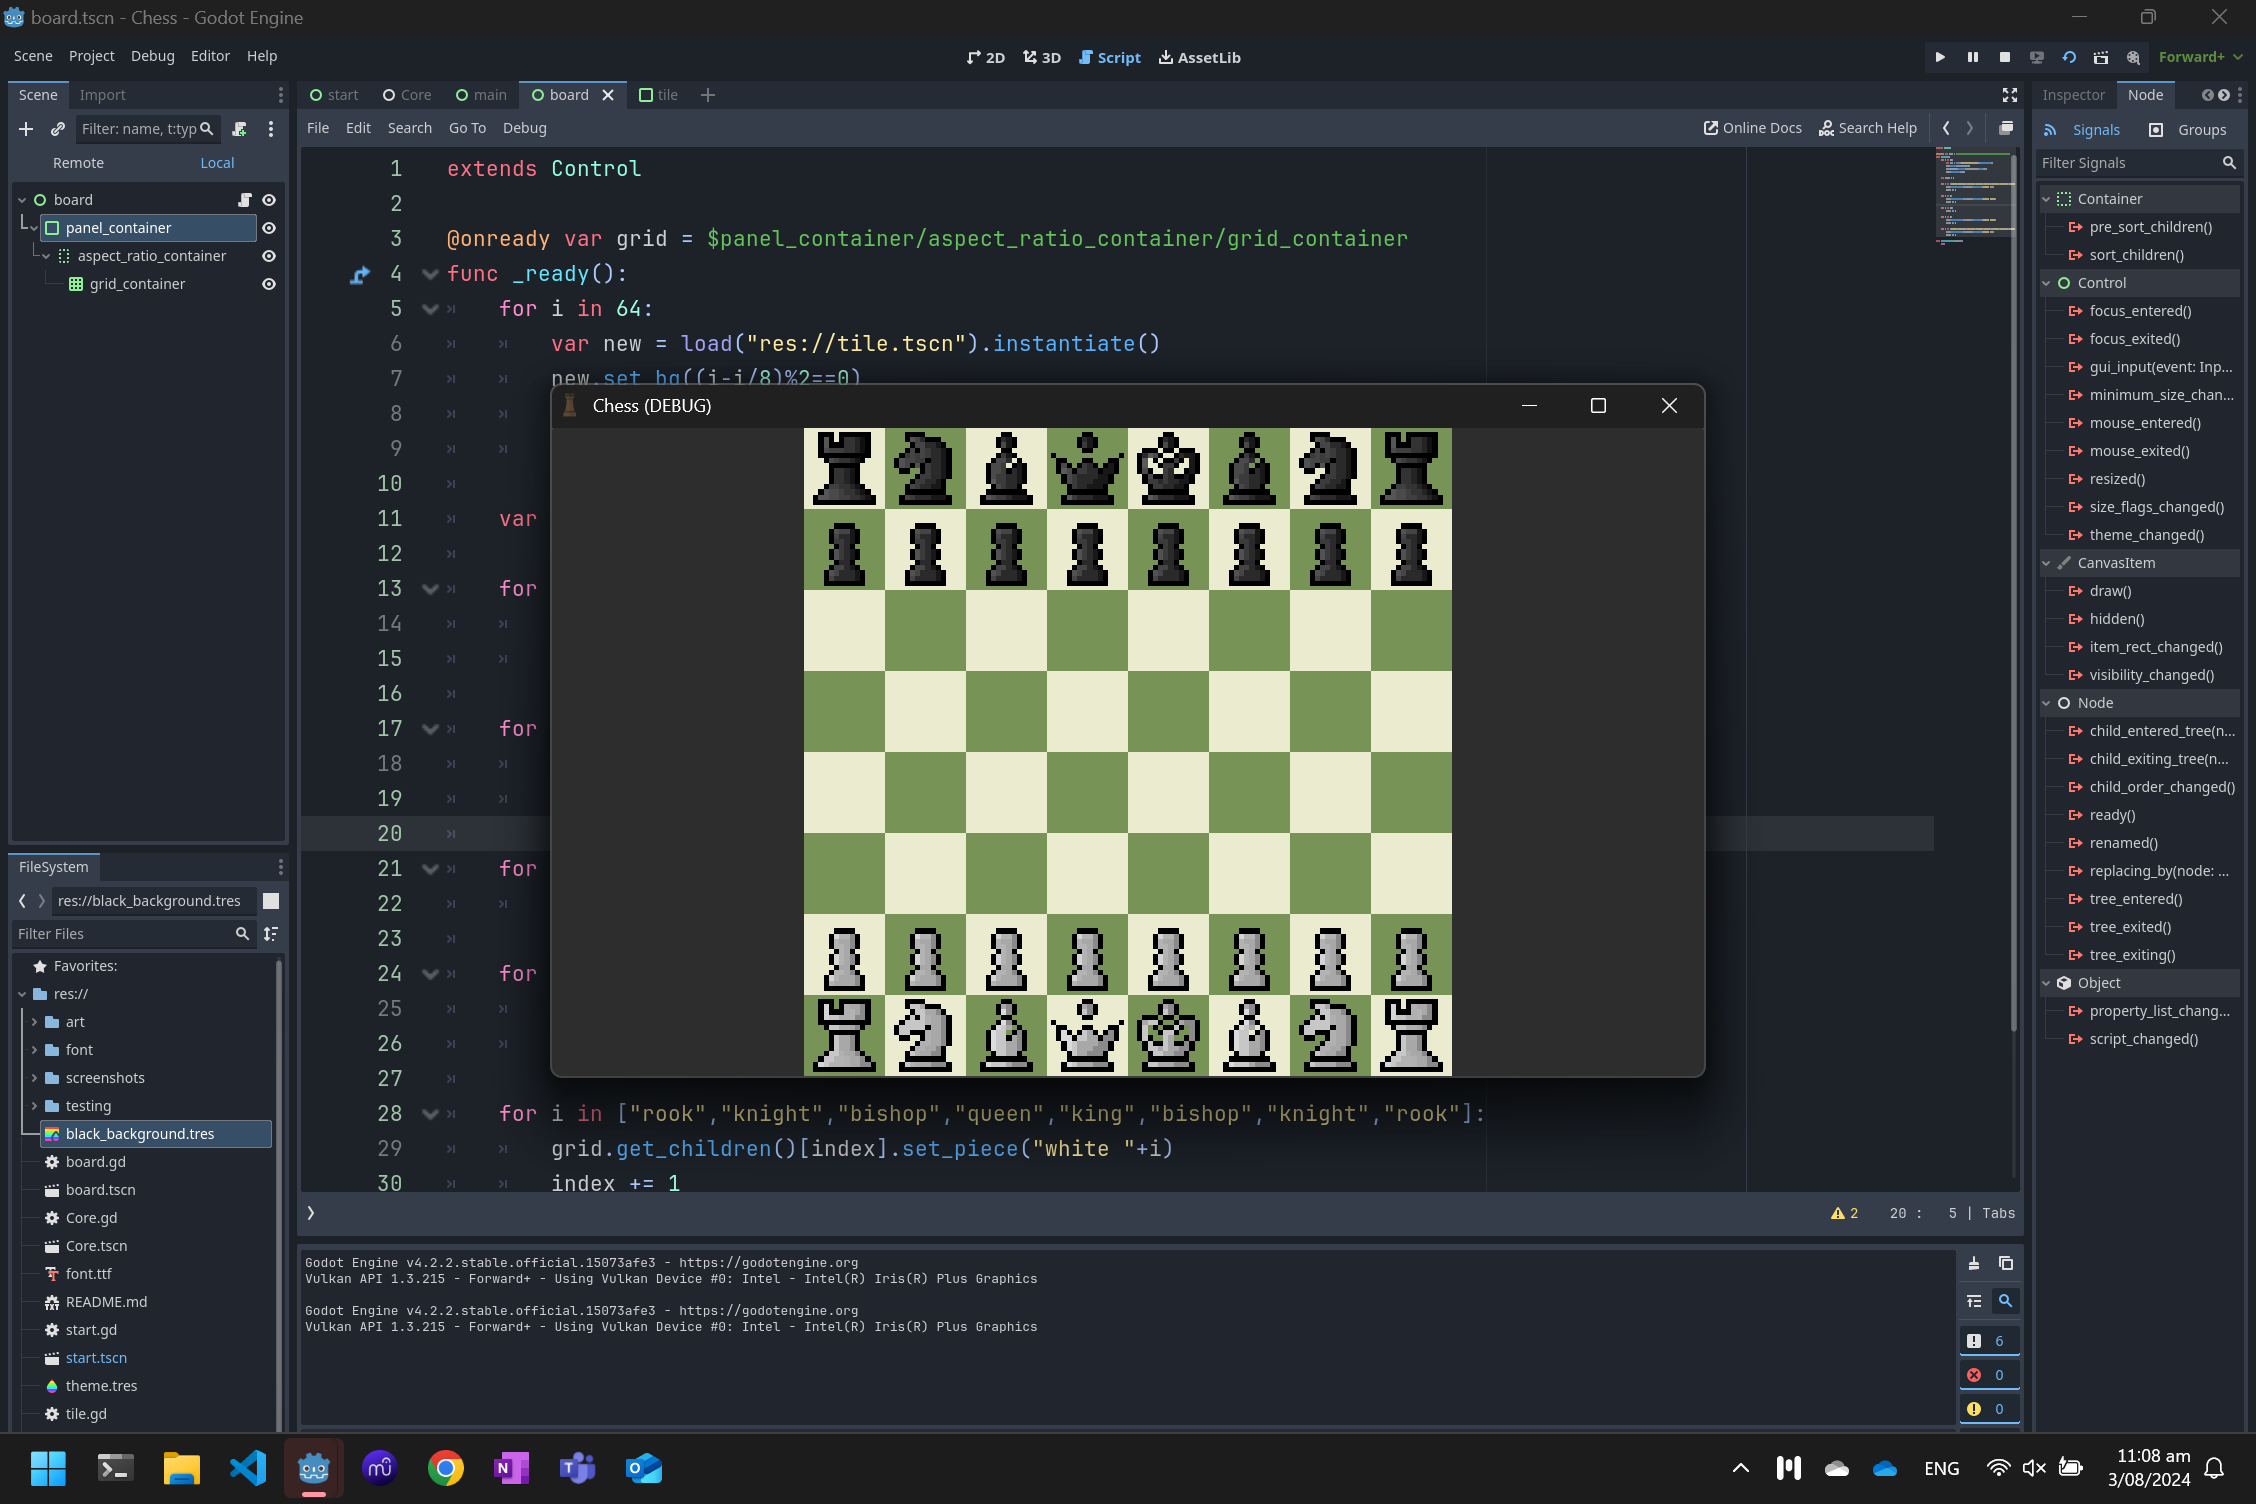 board.tscn - Chess - Godot Engine
Scene Project Debug Editor Help
2D 3D Script AssetLib
Forward+
Scene Import
start Core main board tile
Inspector Node
Filter: name, t:typ
File Edit Search Go To Debug
Online Docs Search Help
Signals Groups
Remote Local
Filter Signals
board
panel_container
aspect_ratio_container
grid_container
1 extends Control
2
3 @onready var grid = $panel_container/aspect_ratio_container/grid_container
4 func _ready():
5 for i in 64:
6 var new = load("res://tile.tscn").instantiate()
7 new.set_bg((i-i/8)%2==0)
8
9
10
11 var
12
13 for
14
15
16
17 for
18
19
20
21 for
22
23
24 for
25
26
27
28 for i in ["rook","knight","bishop","queen","king","bishop","knight","rook"]:
29 grid.get_children()[index].set_piece("white "+i)
30 index += 1
Chess (DEBUG)
2 20 : 5 | Tabs
Container
pre_sort_children()
sort_children()
Control
focus_entered()
focus_exited()
gui_input(event: Inp...
minimum_size_chan...
mouse_entered()
mouse_exited()
resized()
size_flags_changed()
theme_changed()
CanvasItem
draw()
hidden()
item_rect_changed()
visibility_changed()
Node
child_entered_tree(n...
child_exiting_tree(n...
child_order_changed()
ready()
renamed()
replacing_by(node: ...
tree_entered()
tree_exited()
tree_exiting()
Object
property_list_chang...
script_changed()
FileSystem
res://black_background.tres
Filter Files
Favorites:
res://
art
font
screenshots
testing
black_background.tres
board.gd
board.tscn
Core.gd
Core.tscn
font.ttf
README.md
start.gd
start.tscn
theme.tres
tile.gd
Godot Engine v4.2.2.stable.official.15073afe3 - https://godotengine.org
Vulkan API 1.3.215 - Forward+ - Using Vulkan Device #0: Intel - Intel(R) Iris(R) Plus Graphics
Godot Engine v4.2.2.stable.official.15073afe3 - https://godotengine.org
Vulkan API 1.3.215 - Forward+ - Using Vulkan Device #0: Intel - Intel(R) Iris(R) Plus Graphics
6
0
0
ENG
11:08 am
3/08/2024